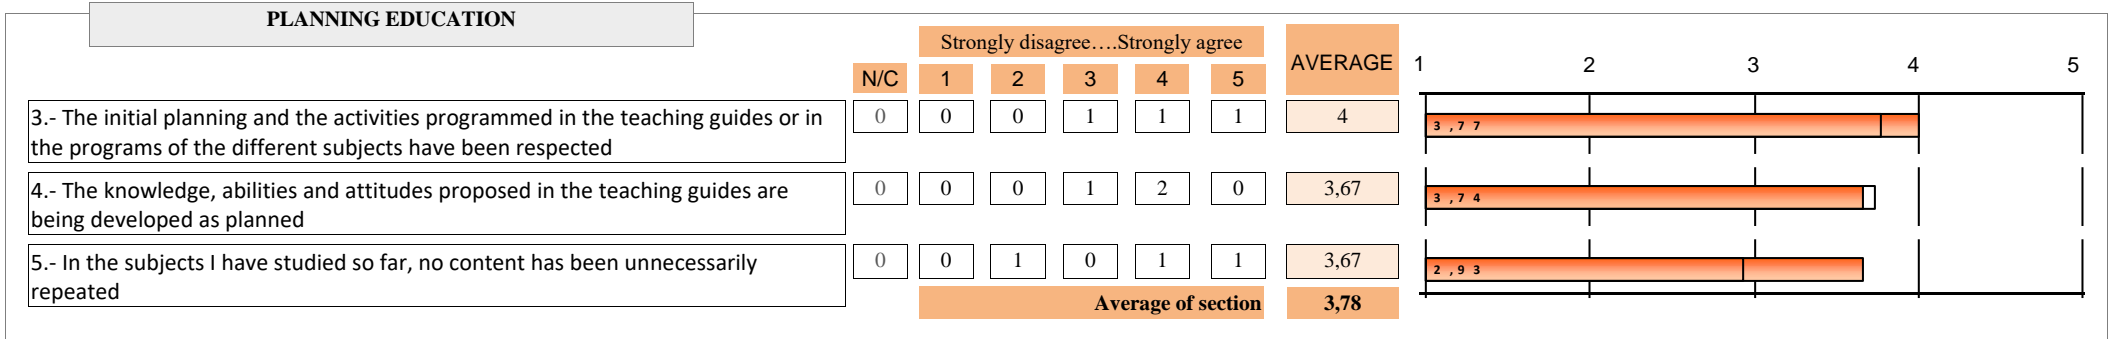 PLANNING EDUCATION
Strongly disagree….Strongly agree
AVERAGE
N/C 1 2 3 4 5
1 2 3 4 5
3.- The initial planning and the activities programmed in the teaching guides or in
the programs of the different subjects have been respected
0 0 0 1 1 1 4
3,77
4.- The knowledge, abilities and attitudes proposed in the teaching guides are
being developed as planned
0 0 0 1 2 0 3,67
3,74
5.- In the subjects I have studied so far, no content has been unnecessarily
repeated
0 0 1 0 1 1 3,67
2,93
Average of section 3,78